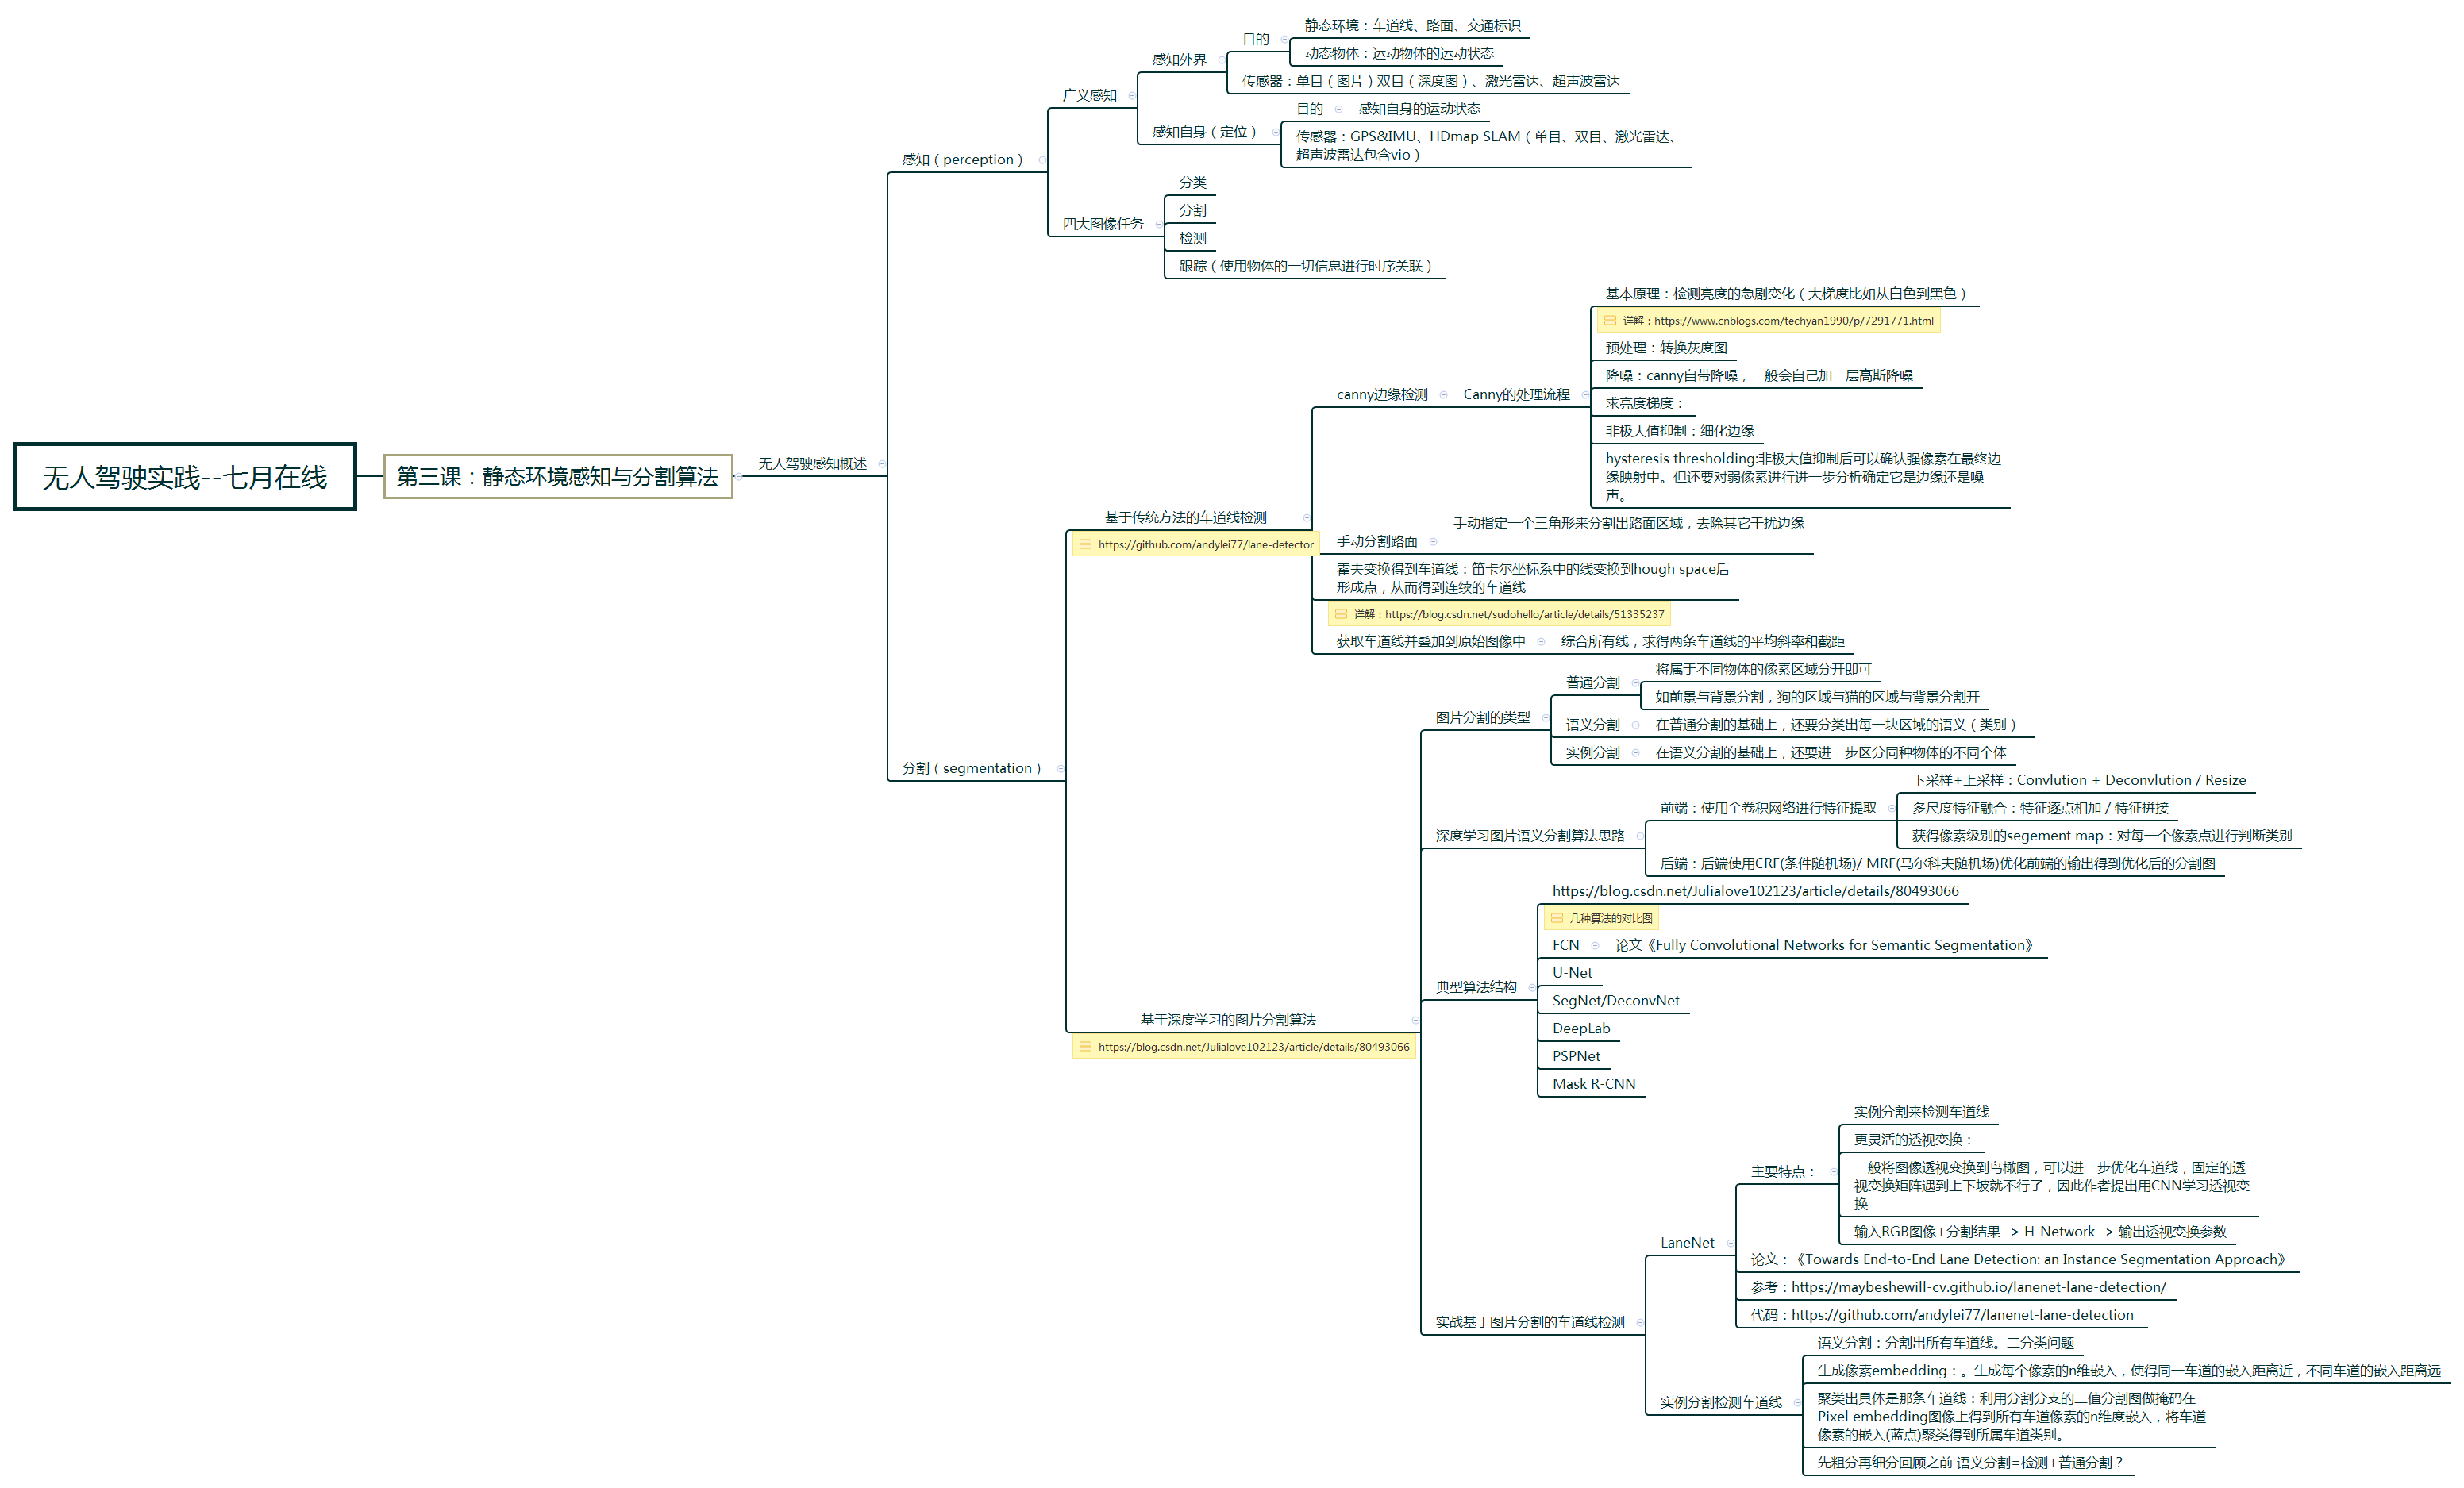 无人驾驶实践--七月在线
第三课：静态环境感知与分割算法
无人驾驶感知概述
感知（perception）
广义感知
感知外界
目的
静态环境：车道线、路面、交通标识
动态物体：运动物体的运动状态
传感器：单目（图片）双目（深度图）、激光雷达、超声波雷达
感知自身（定位）
目的
感知自身的运动状态
传感器：GPS&IMU、HDmap SLAM（单目、双目、激光雷达、
超声波雷达包含vio）
四大图像任务
分类
分割
检测
跟踪（使用物体的一切信息进行时序关联）
分割（segmentation）
基于传统方法的车道线检测
https://github.com/andylei77/lane-detector
canny边缘检测
Canny的处理流程
基本原理：检测亮度的急剧变化（大梯度比如从白色到黑色）
详解：https://www.cnblogs.com/techyan1990/p/7291771.html
预处理：转换灰度图
降噪：canny自带降噪，一般会自己加一层高斯降噪
求亮度梯度：
非极大值抑制：细化边缘
hysteresis thresholding:非极大值抑制后可以确认强像素在最终边
缘映射中。但还要对弱像素进行进一步分析确定它是边缘还是噪
声。
手动分割路面
手动指定一个三角形来分割出路面区域，去除其它干扰边缘
霍夫变换得到车道线：笛卡尔坐标系中的线变换到hough space后
形成点，从而得到连续的车道线
详解：https://blog.csdn.net/sudohello/article/details/51335237
获取车道线并叠加到原始图像中
综合所有线，求得两条车道线的平均斜率和截距
基于深度学习的图片分割算法
https://blog.csdn.net/Julialove102123/article/details/80493066
图片分割的类型
普通分割
将属于不同物体的像素区域分开即可
如前景与背景分割，狗的区域与猫的区域与背景分割开
语义分割
在普通分割的基础上，还要分类出每一块区域的语义（类别）
实例分割
在语义分割的基础上，还要进一步区分同种物体的不同个体
深度学习图片语义分割算法思路
前端：使用全卷积网络进行特征提取
下采样+上采样：Convlution + Deconvlution / Resize
多尺度特征融合：特征逐点相加 / 特征拼接
获得像素级别的segement map：对每一个像素点进行判断类别
后端：后端使用CRF(条件随机场)/ MRF(马尔科夫随机场)优化前端的输出得到优化后的分割图
典型算法结构
https://blog.csdn.net/Julialove102123/article/details/80493066
几种算法的对比图
FCN
论文《Fully Convolutional Networks for Semantic Segmentation》
U-Net
SegNet/DeconvNet
DeepLab
PSPNet
Mask R-CNN
实战基于图片分割的车道线检测
LaneNet
主要特点：
实例分割来检测车道线
更灵活的透视变换：
一般将图像透视变换到鸟瞰图，可以进一步优化车道线，固定的透
视变换矩阵遇到上下坡就不行了，因此作者提出用CNN学习透视变
换
输入RGB图像+分割结果 -> H-Network -> 输出透视变换参数
论文：《Towards End-to-End Lane Detection: an Instance Segmentation Approach》
参考：https://maybeshewill-cv.github.io/lanenet-lane-detection/
代码：https://github.com/andylei77/lanenet-lane-detection
实例分割检测车道线
语义分割：分割出所有车道线。二分类问题
生成像素embedding：。生成每个像素的n维嵌入，使得同一车道的嵌入距离近，不同车道的嵌入距离远
聚类出具体是那条车道线：利用分割分支的二值分割图做掩码在
Pixel embedding图像上得到所有车道像素的n维度嵌入，将车道
像素的嵌入(蓝点)聚类得到所属车道类别。
先粗分再细分回顾之前 语义分割=检测+普通分割？